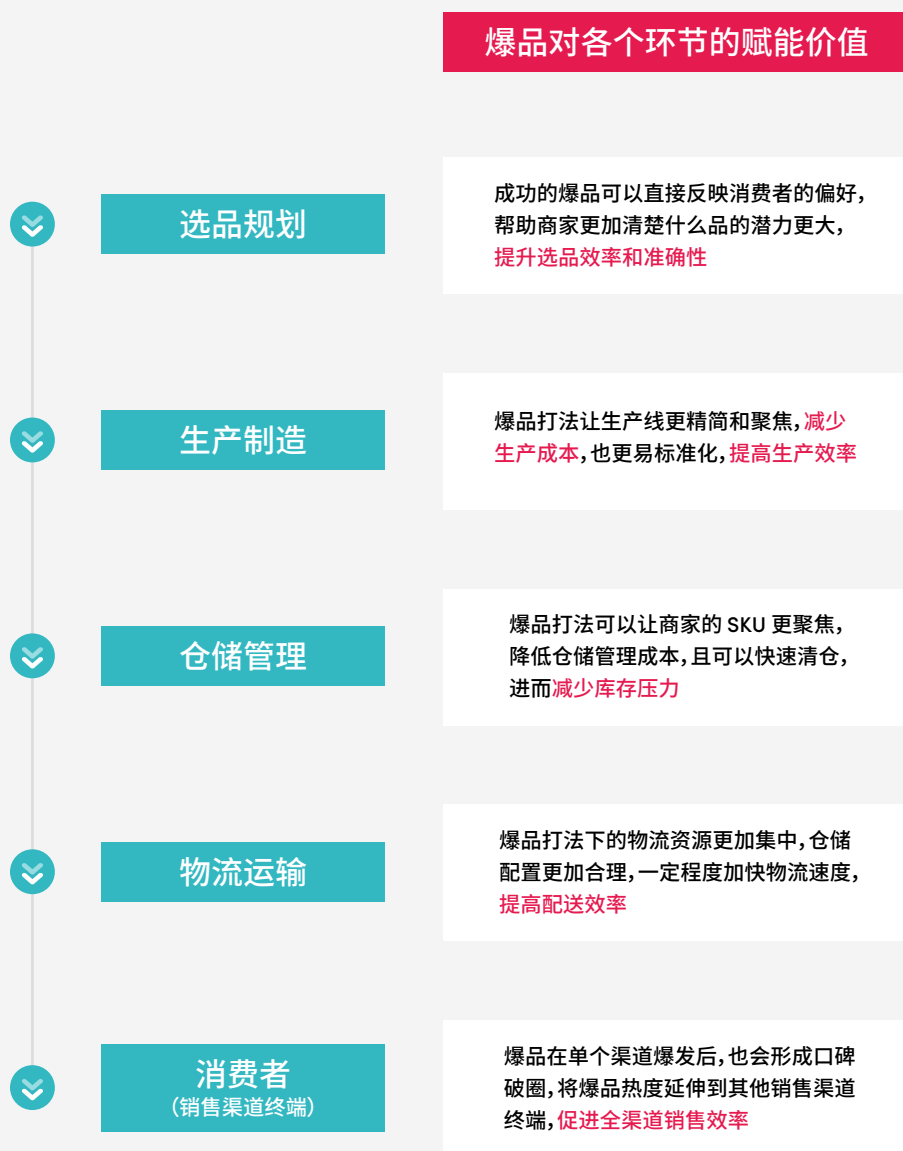 爆品对各个环节的赋能价值
选品规划
成功的爆品可以直接反映消费者的偏好，
帮助商家更加清楚什么品的潜力更大，
提升选品效率和准确性
生产制造
爆品打法让生产线更精简和聚焦，减少
生产成本，也更易标准化，提高生产效率
仓储管理
爆品打法可以让商家的 SKU 更聚焦，
降低仓储管理成本，且可以快速清仓，
进而减少库存压力
物流运输
爆品打法下的物流资源更加集中，仓储
配置更加合理，一定程度加快物流速度，
提高配送效率
消费者
（销售渠道终端）
爆品在单个渠道爆发后，也会形成口碑
破圈，将爆品热度延伸到其他销售渠道
终端，促进全渠道销售效率